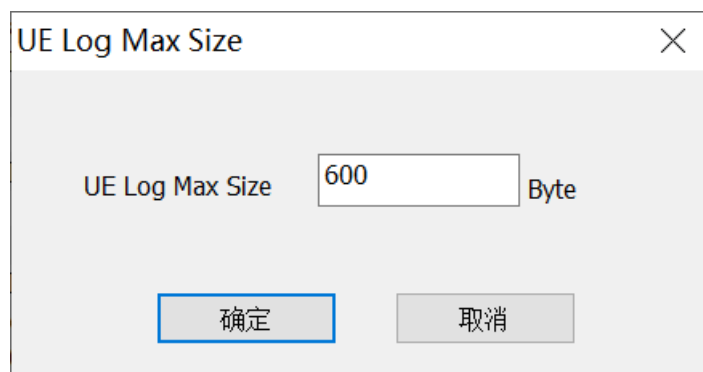 UE Log Max Size
UE Log Max Size 600 Byte
确定 取消